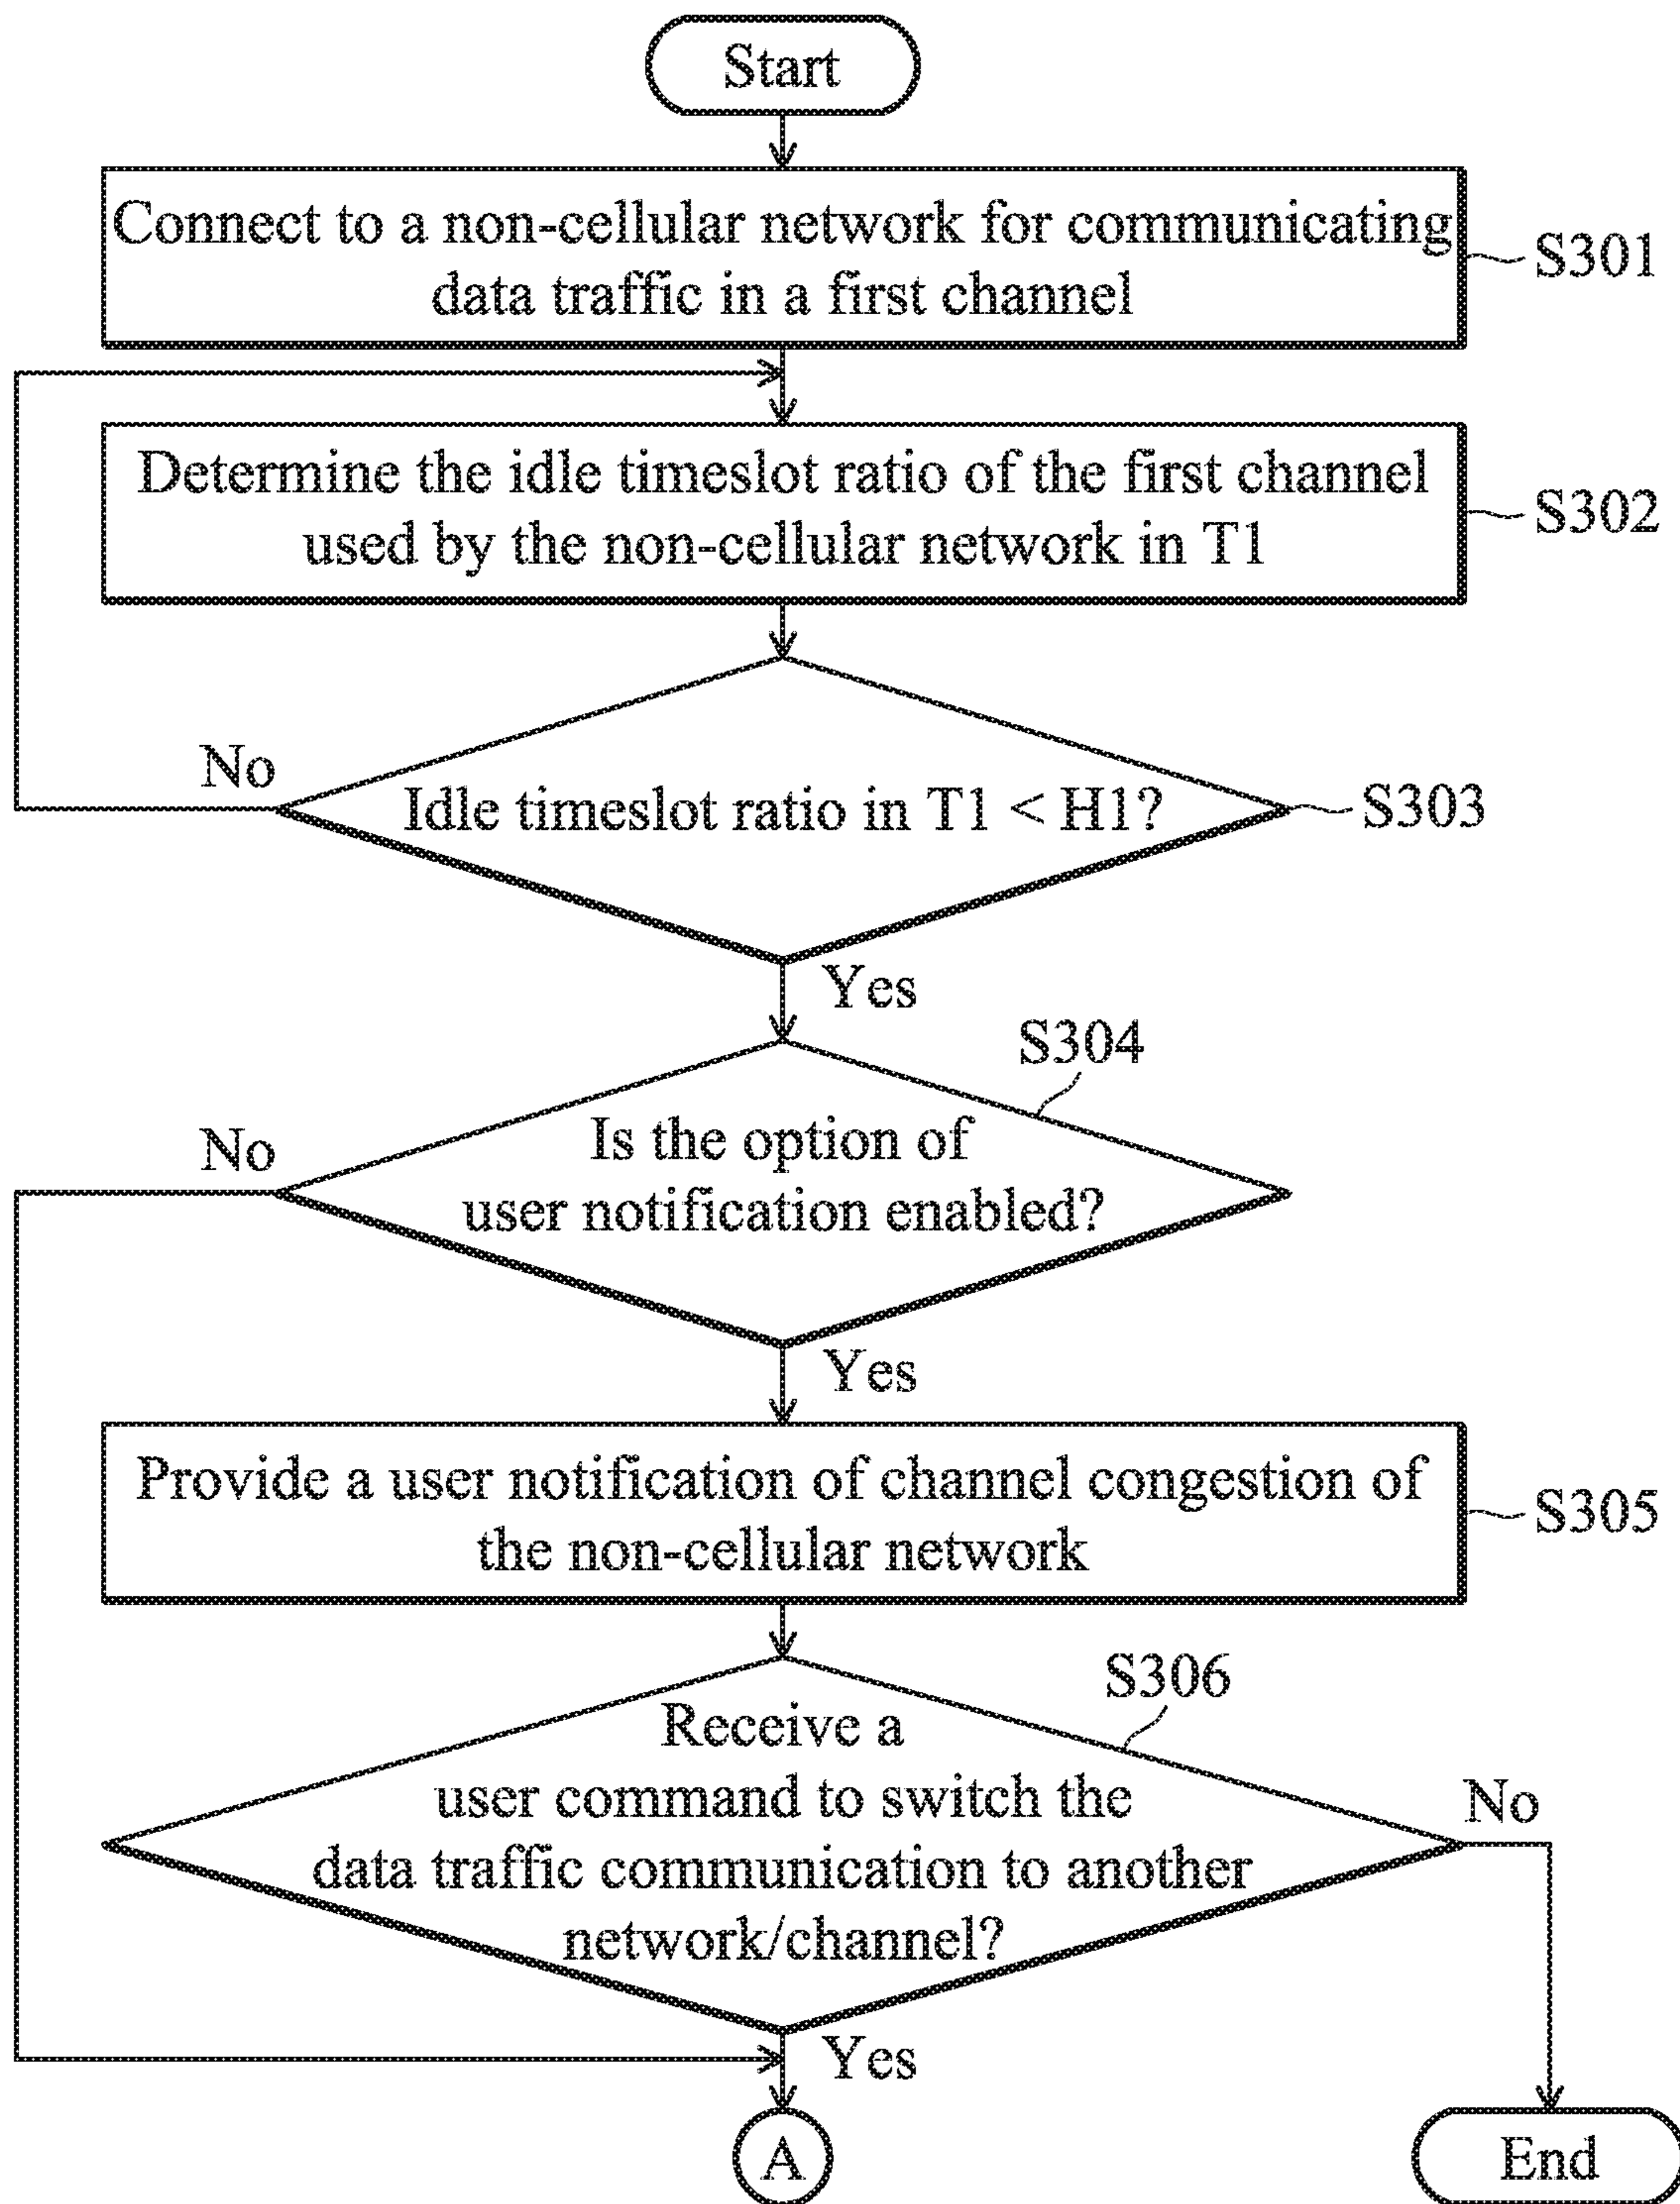 Start
Connect to a non-cellular network for communicating
data traffic in a first channel
S301
Determine the idle timeslot ratio of the first channel
used by the non-cellular network in T1
S302
No
Idle timeslot ratio in T1 < H1?
S303
Yes
S304
No
Is the option of
user notification enabled?
Yes
Provide a user notification of channel congestion of
the non-cellular network
S305
S306
Receive a
user command to switch the
data traffic communication to another
network/channel?
No
Yes
A
End